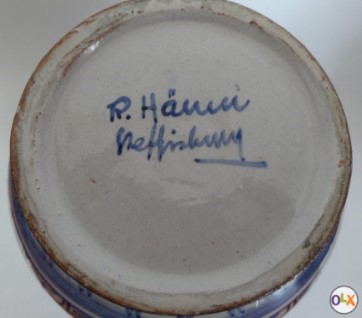 R. Hänni
Steffisburg
OLX